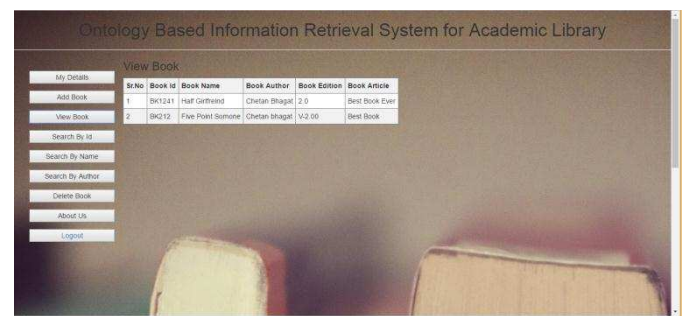 Ontology Based Information Retrieval System for Academic Library
My Details
Add Book
View Book
Search By Id
Search By Name
Search By Author
Delete Book
About Us
Logout
View Book
Sr.No Book Id Book Name Book Author Book Edition Book Article
1 BK1241 Half Girlfreind Chetan Bhagat 2.0 Best Book Ever
2 BK212 Five Point Somone Chetan bhagat V-2.00 Best Book